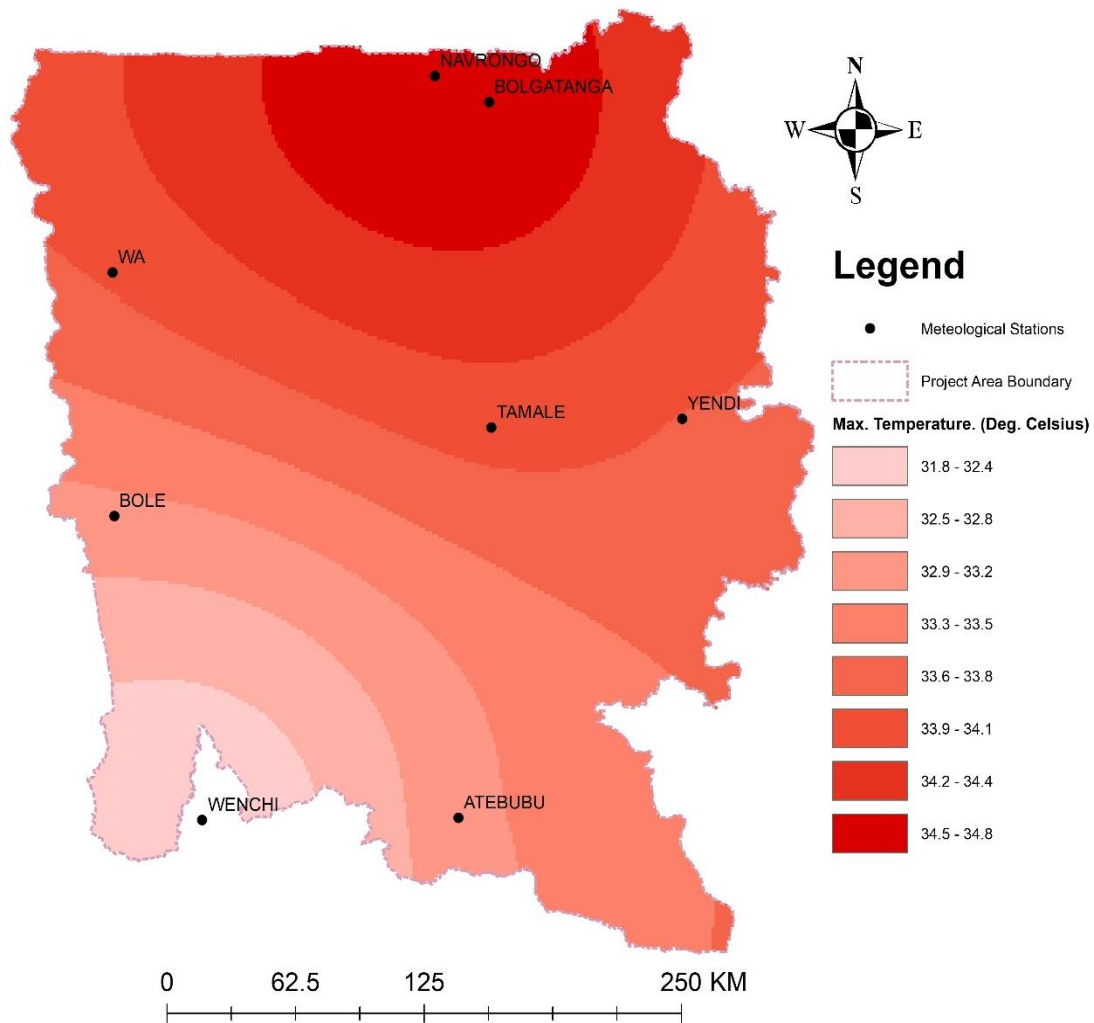 NAVRONGO
BOLGATANGA
WA
TAMALE
YENDI
BOLE
WENCHI
ATEBUBU
N
W
E
S
Legend
Meteological Stations
Project Area Boundary
Max. Temperature. (Deg. Celsius)
31.8 - 32.4
32.5 - 32.8
32.9 - 33.2
33.3 - 33.5
33.6 - 33.8
33.9 - 34.1
34.2 - 34.4
34.5 - 34.8
0 62.5 125 250 KM